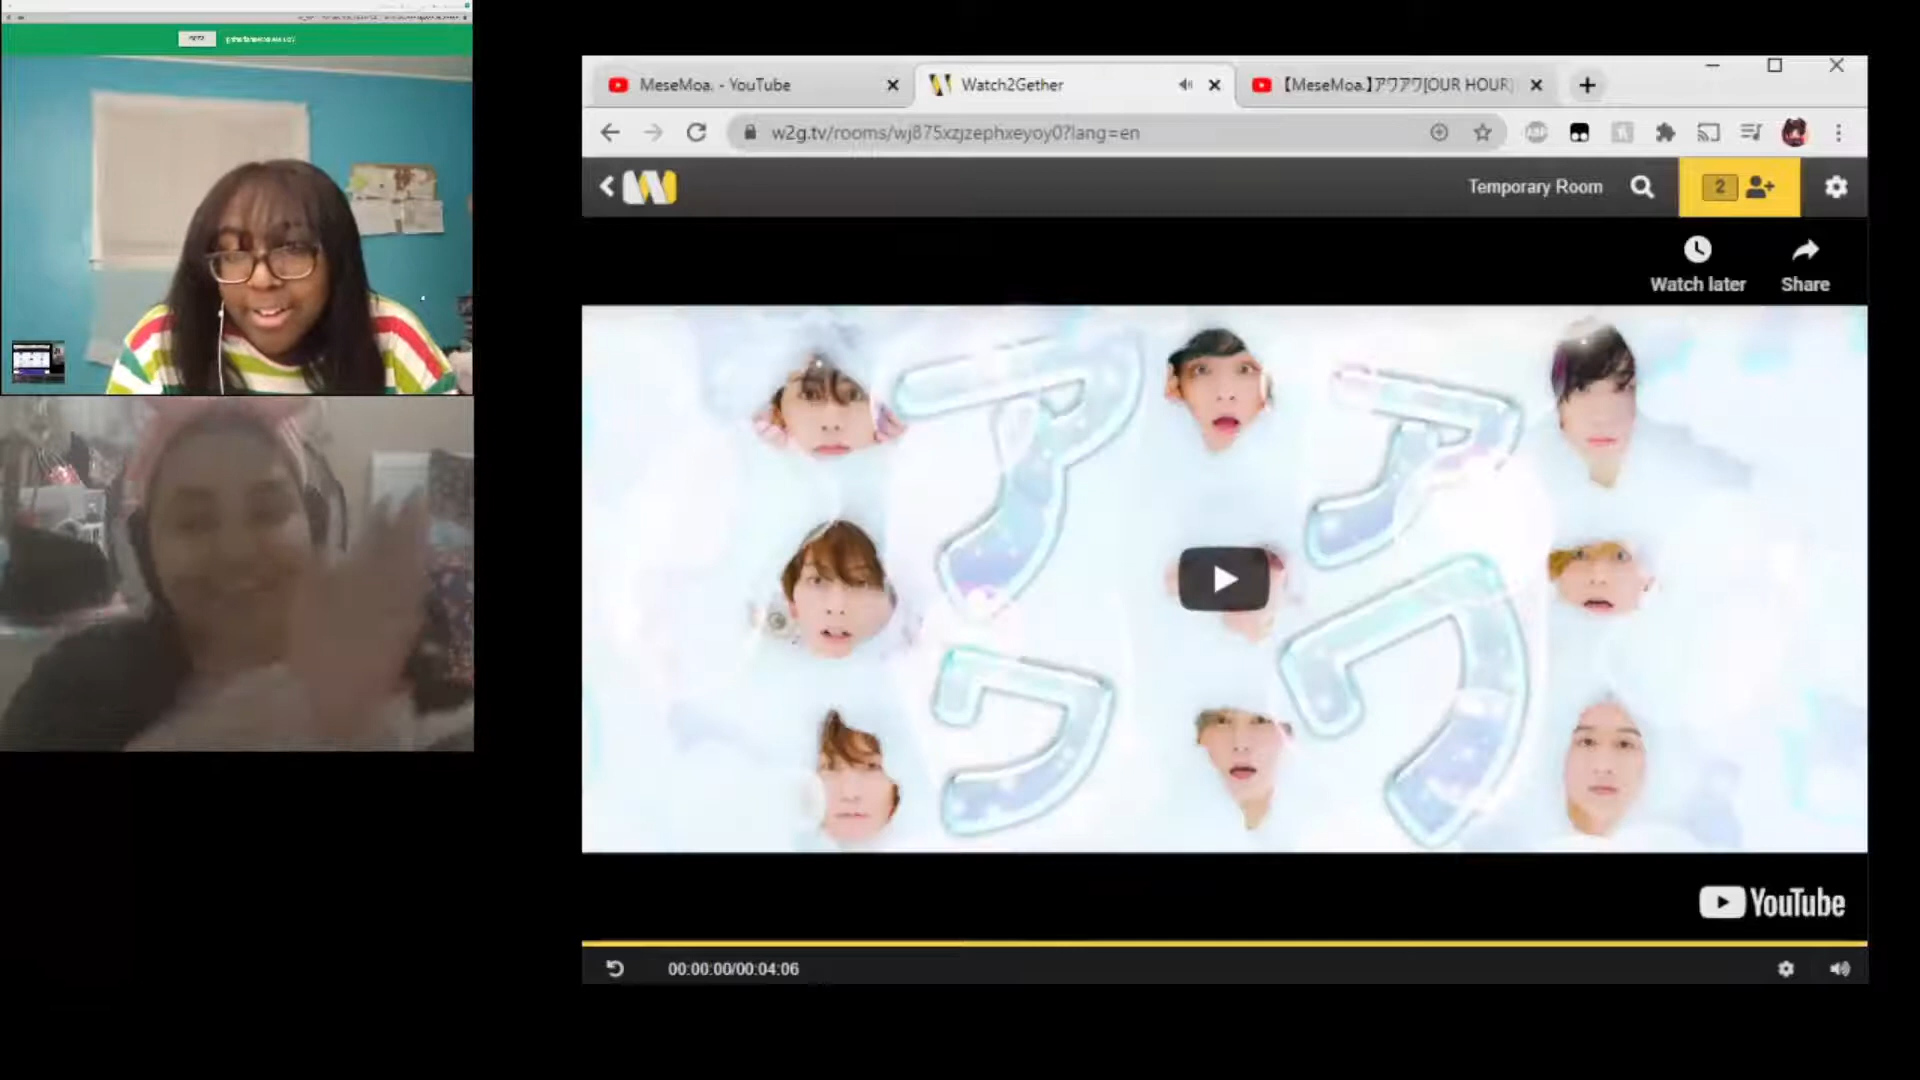 MeseMoa. - YouTube
Watch2Gether
【MeseMoa.】アワアワ[OUR HOUR]
w2g.tv/rooms/wj875xzjzephxeyoy0?lang=en
Temporary Room
2
Watch later
Share
アワ
アワ
YouTube
00:00:00/00:04:06